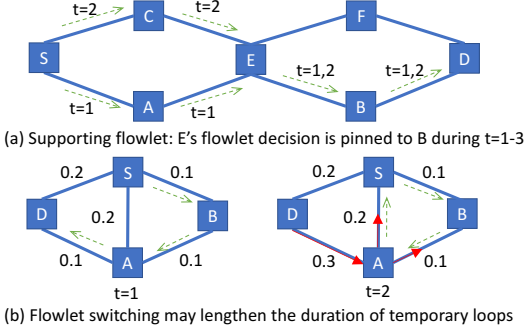 t=2
t=2
C
F
S
E
D
t=1,2
t=1,2
t=1
A
t=1
B
(a) Supporting flowlet: E's flowlet decision is pinned to B during t=1-3
0.2
S
0.1
D
0.2
B
0.1
A
0.1
t=1
0.2
S
0.1
D
0.2
B
0.3
A
0.1
t=2
(b) Flowlet switching may lengthen the duration of temporary loops